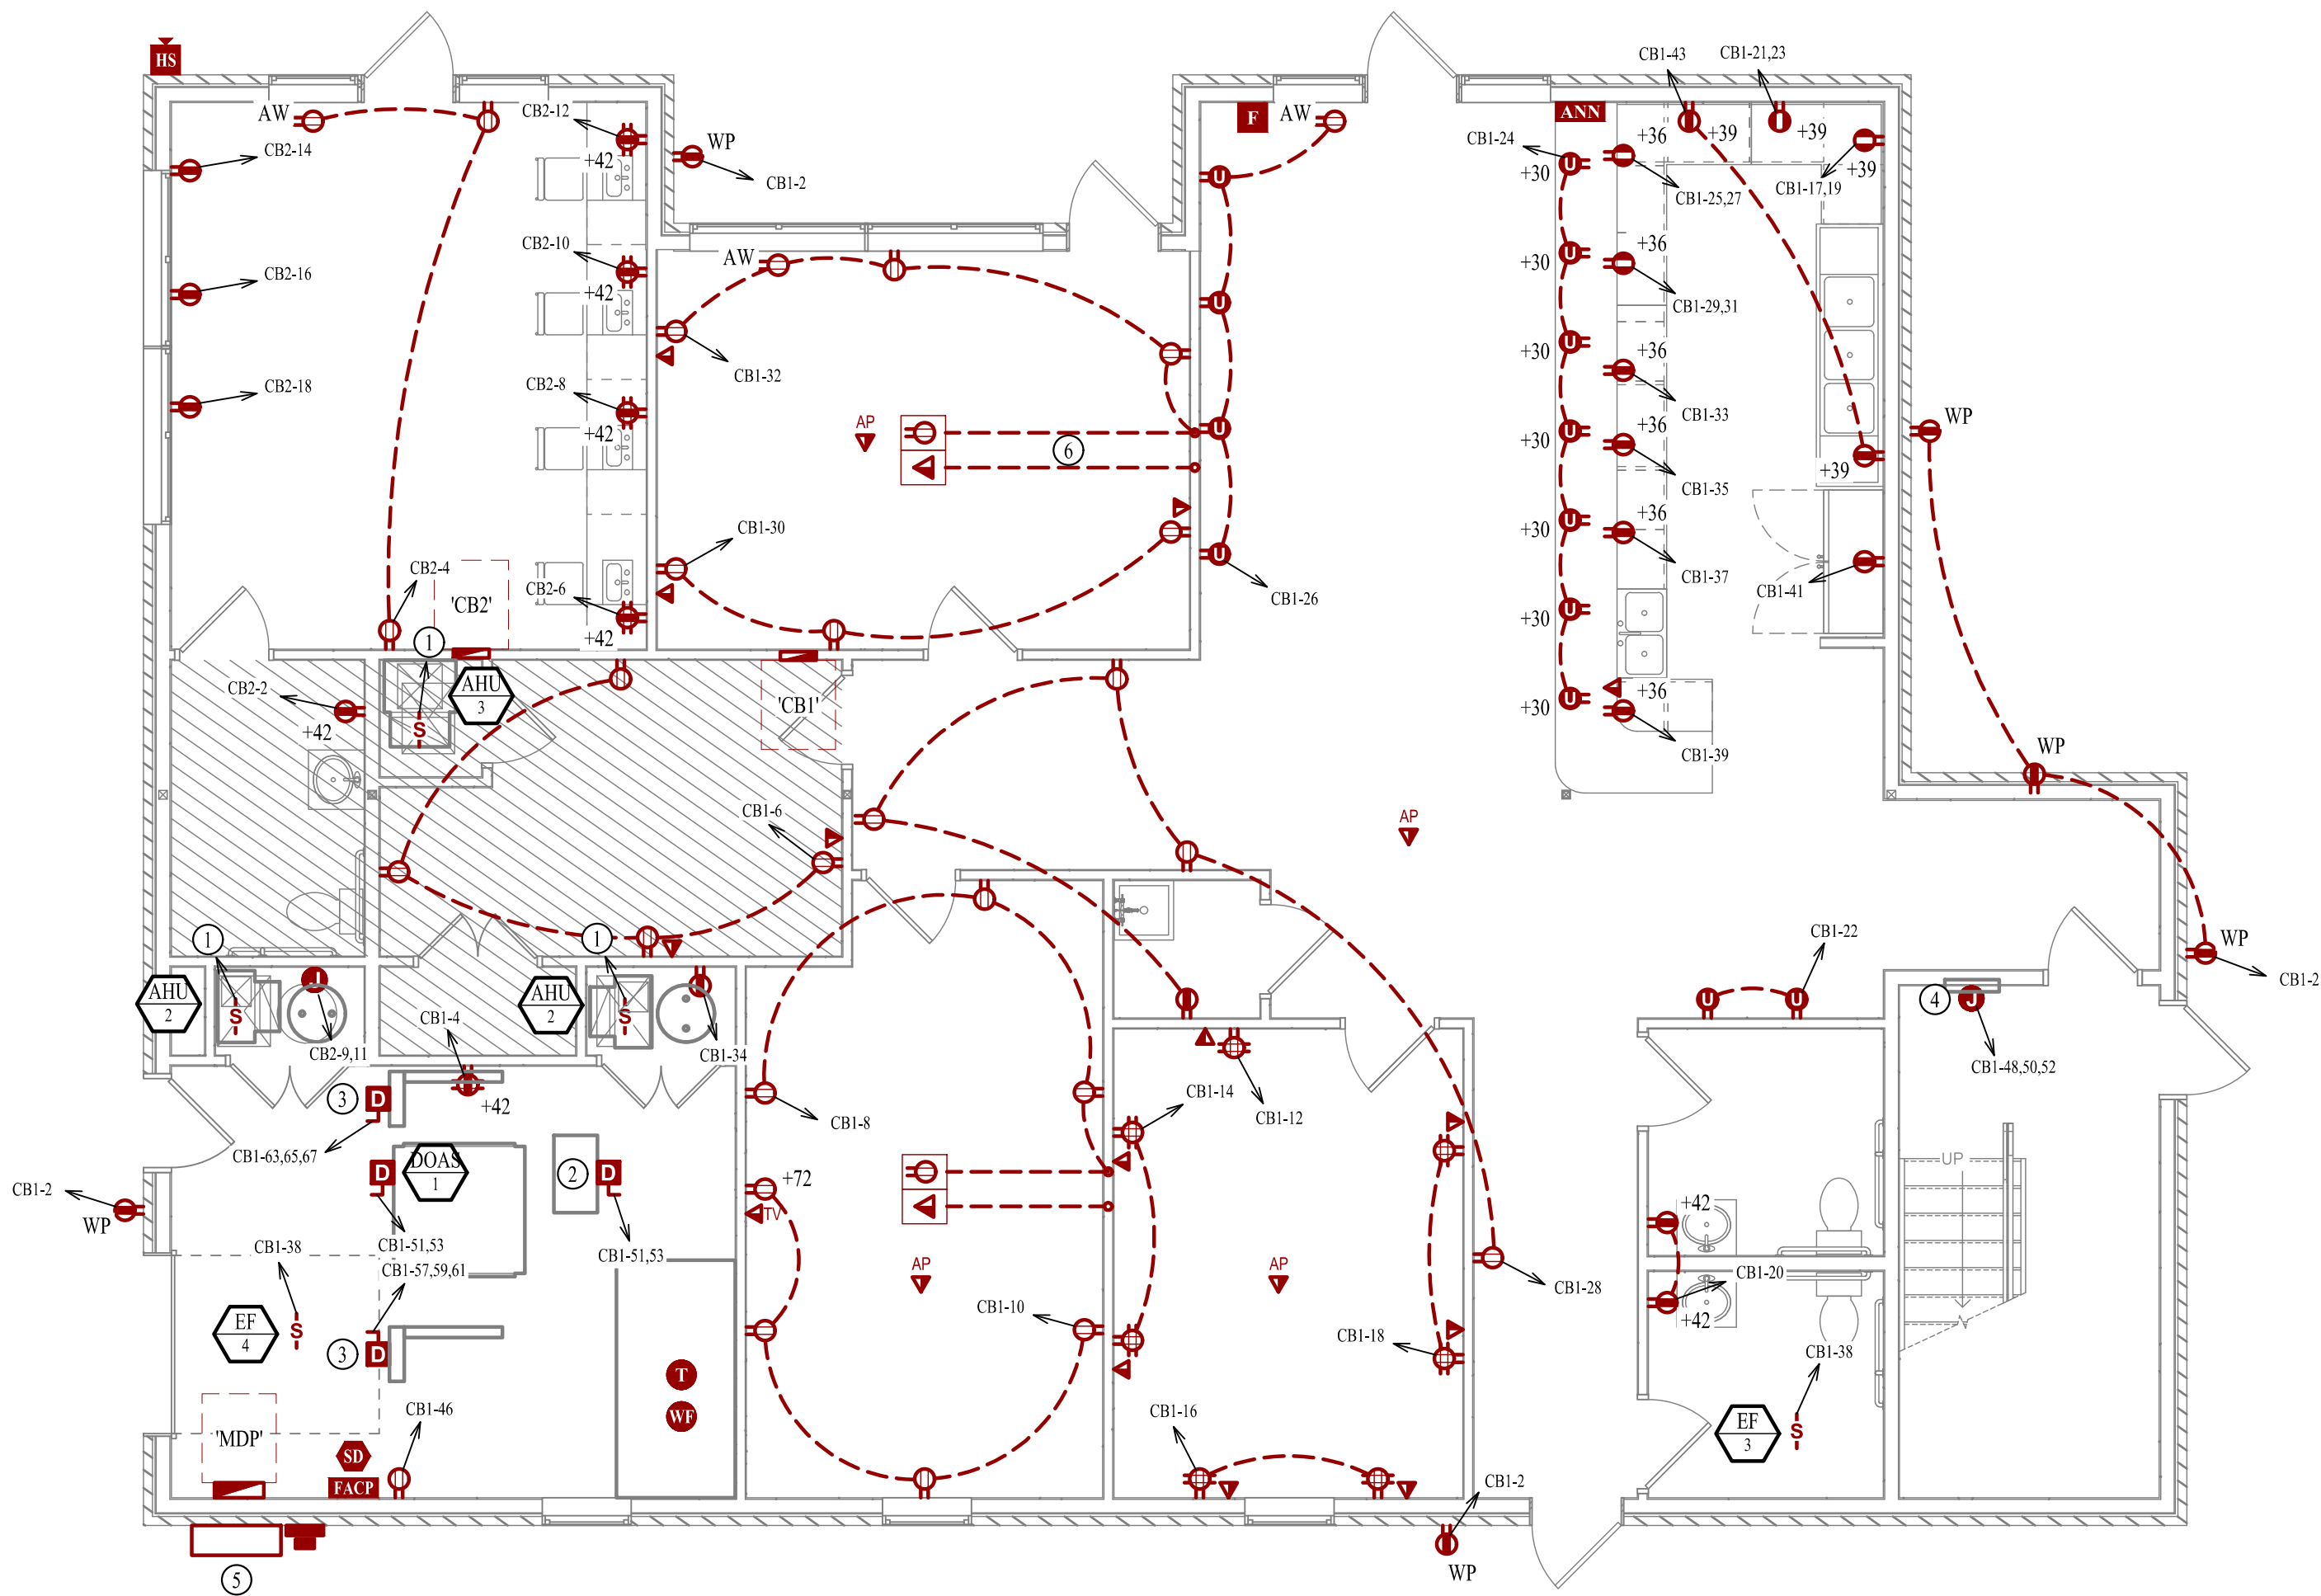 HS
CB1-43
CB1-21,23
AW
CB2-12
WP
F
AW
ANN
+36
+39
+39
CB1-24
CB2-14
+42
CB1-2
U
U
+30
CB1-17,19
+39
CB1-25,27
CB2-16
CB2-10
AW
+36
U
+30
+42
U
CB1-29,31
CB2-18
CB2-8
CB1-32
U
+30
+36
CB1-33
WP
AP
+42
6
U
U
+30
+36
+39
CB1-35
CB1-30
U
+30
+36
CB2-4
'CB2'
CB2-6
U
CB1-26
CB1-37
CB1-41
1
+42
U
+30
CB2-2
AHU
3
'CB1'
U
+30
+36
+42
S
CB1-39
WP
CB1-6
AP
1
1
CB1-22
WP
AHU
2
J
AHU
2
U
U
4
J
CB1-2
S
S
CB1-4
CB2-9,11
CB1-34
CB1-48,50,52
3
D
+42
CB1-8
CB1-14
CB1-12
CB1-63,65,67
D
DOAS
1
2
D
UP
CB1-2
WP
+72
TV
+42
CB1-38
CB1-51,53
CB1-51,53
CB1-57,59,61
AP
AP
CB1-28
CB1-20
EF
4
S
3
D
CB1-10
CB1-18
+42
CB1-38
T
CB1-46
CB1-16
WF
EF
3
S
'MDP'
SD
FACP
CB1-2
WP
5